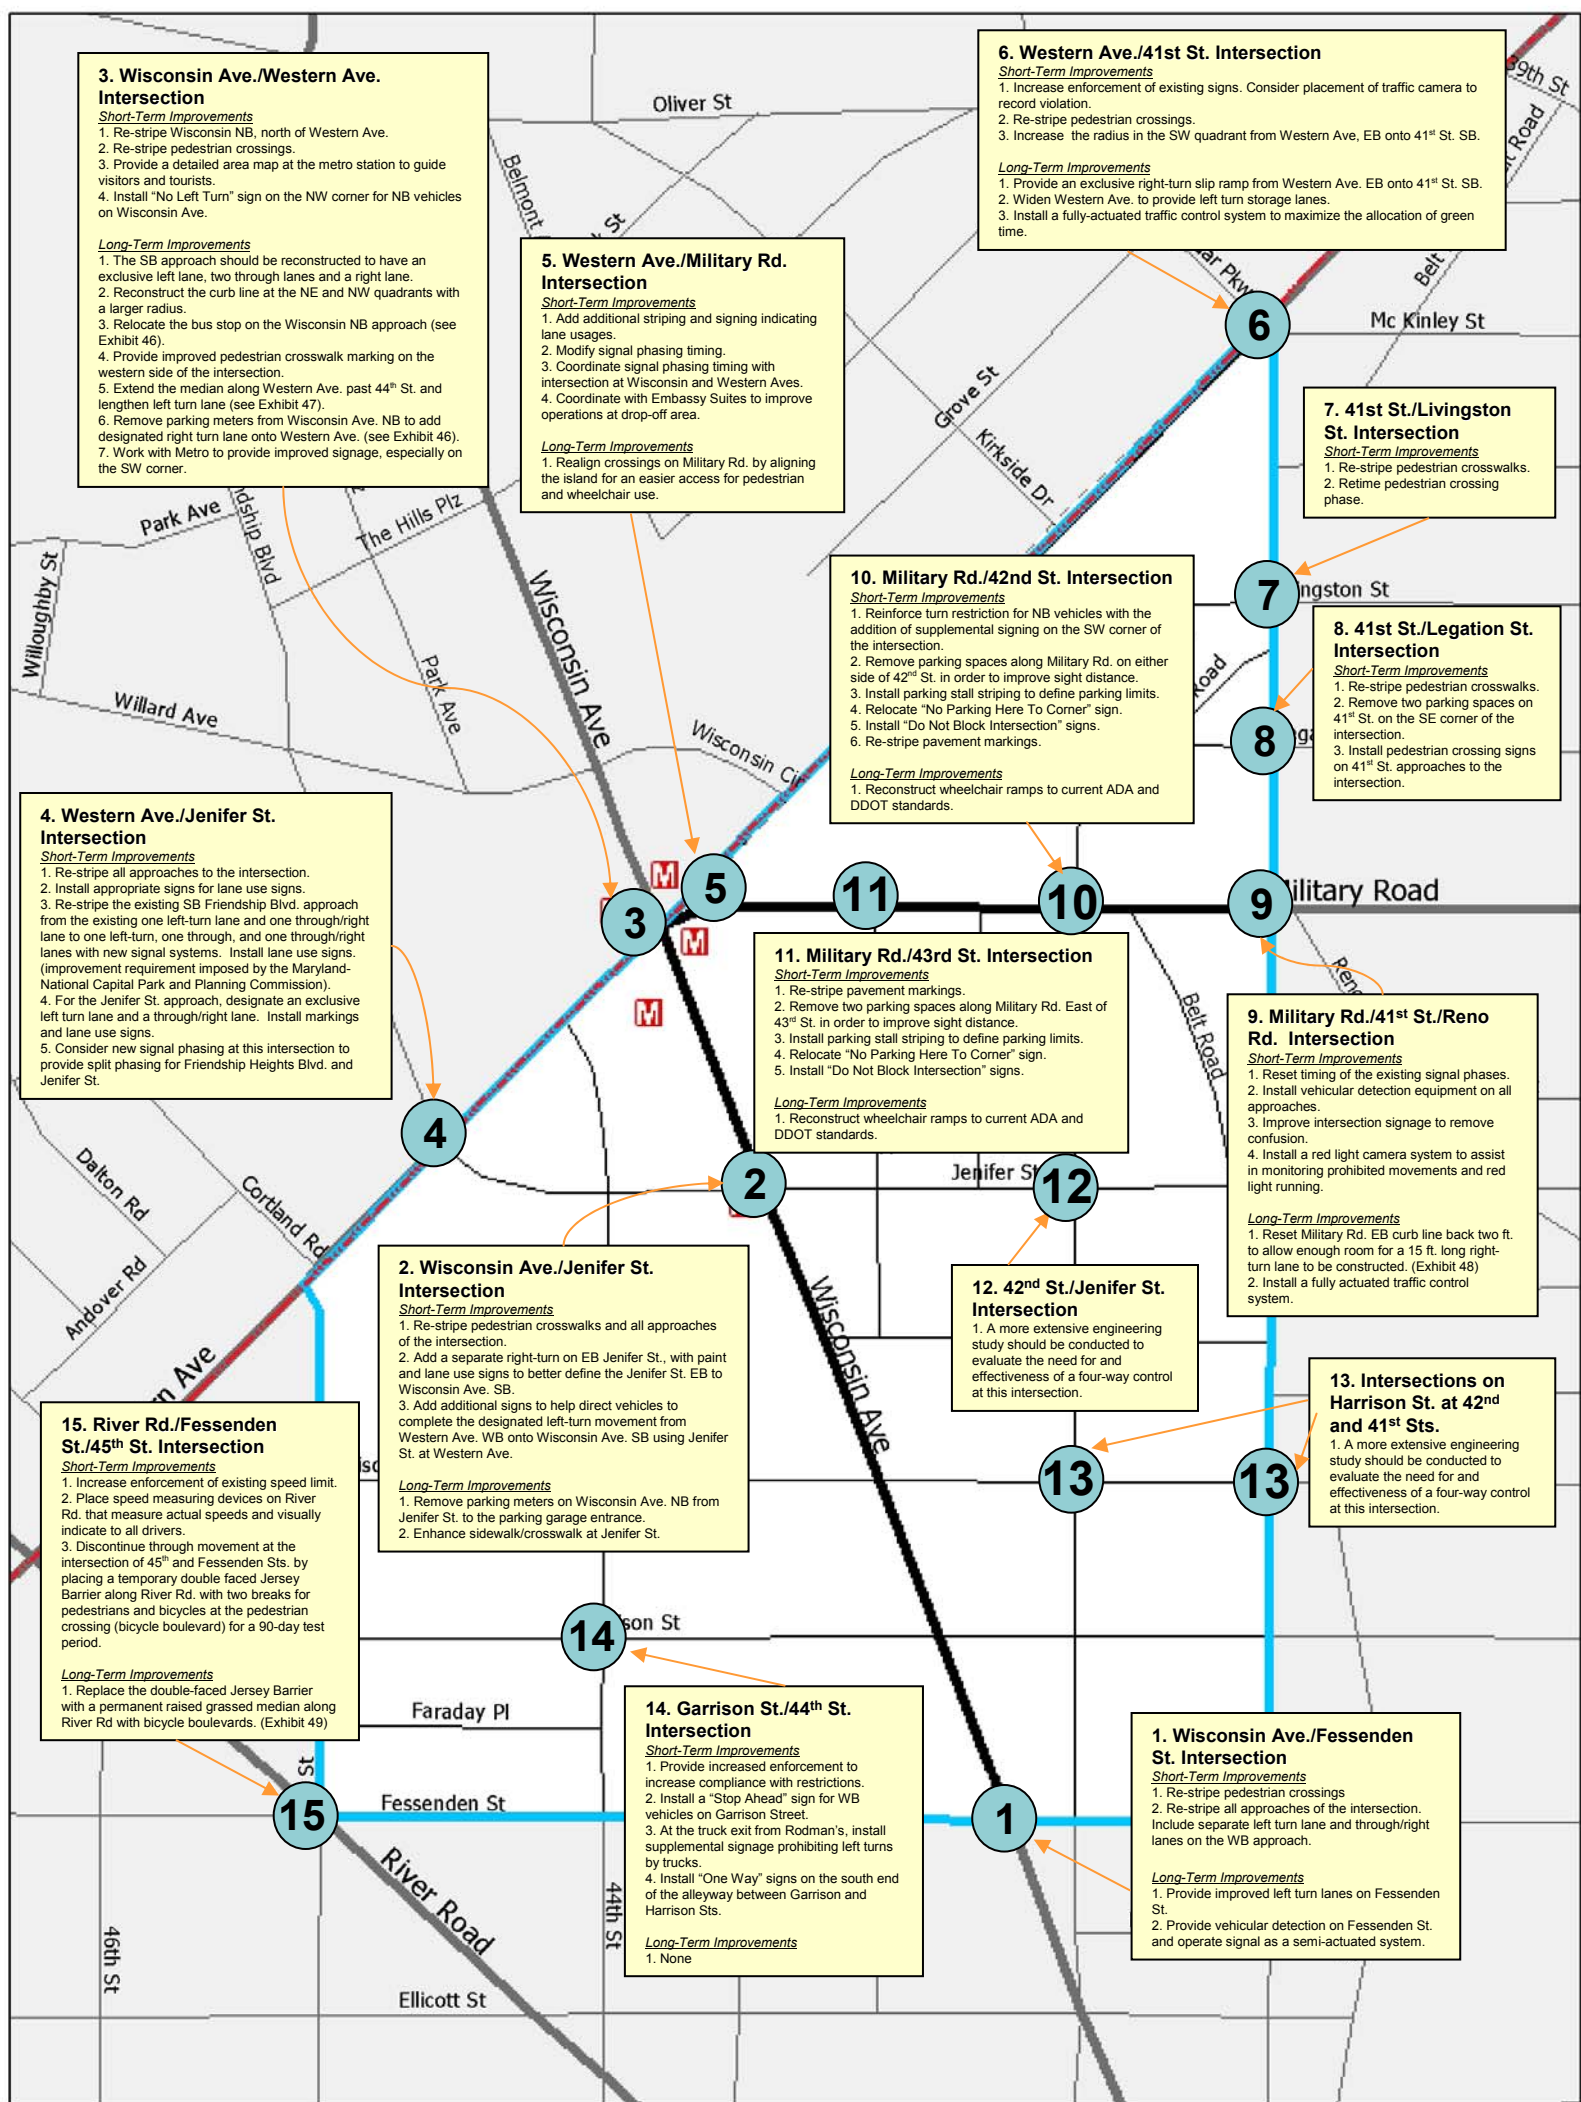 3. Wisconsin Ave./Western Ave.
Intersection
Short-Term Improvements
1. Re-stripe Wisconsin NB, north of Western Ave.
2. Re-stripe pedestrian crossings.
3. Provide a detailed area map at the metro station to guide
visitors and tourists.
4. Install “No Left Turn” sign on the NW corner for NB vehicles
on Wisconsin Ave.
Long-Term Improvements
1. The SB approach should be reconstructed to have an
exclusive left lane, two through lanes and a right lane.
2. Reconstruct the curb line at the NE and NW quadrants with
a larger radius.
3. Relocate the bus stop on the Wisconsin NB approach (see
Exhibit 46).
4. Provide improved pedestrian crosswalk marking on the
western side of the intersection.
5. Extend the median along Western Ave. past 44th St. and
lengthen left turn lane (see Exhibit 47).
6. Remove parking meters from Wisconsin Ave. NB to add
designated right turn lane onto Western Ave. (see Exhibit 46).
7. Work with Metro to provide improved signage, especially on
the SW corner.
6. Western Ave./41st St. Intersection
Short-Term Improvements
1. Increase enforcement of existing signs. Consider placement of traffic camera to
record violation.
2. Re-stripe pedestrian crossings.
3. Increase the radius in the SW quadrant from Western Ave, EB onto 41st St. SB.
Long-Term Improvements
1. Provide an exclusive right-turn slip ramp from Western Ave. EB onto 41st St. SB.
2. Widen Western Ave. to provide left turn storage lanes.
3. Install a fully-actuated traffic control system to maximize the allocation of green
time.
39th St
Oliver St
Belmont
St
Road
Belt
Pkw
5. Western Ave./Military Rd.
Intersection
Short-Term Improvements
1. Add additional striping and signing indicating
lane usages.
2. Modify signal phasing timing.
3. Coordinate signal phasing timing with
intersection at Wisconsin and Western Aves.
4. Coordinate with Embassy Suites to improve
operations at drop-off area.
Long-Term Improvements
1. Realign crossings on Military Rd. by aligning
the island for an easier access for pedestrian
and wheelchair use.
6
Mc Kinley St
Grove St
Kirkside Dr
7. 41st St./Livingston
St. Intersection
Short-Term Improvements
1. Re-stripe pedestrian crosswalks.
2. Retime pedestrian crossing
phase.
Park Ave
dship Blvd
The Hills Plz
Willoughby St
Wisconsin Ave
Park Ave
Willard Ave
Wisconsin Cir
10. Military Rd./42nd St. Intersection
Short-Term Improvements
1. Reinforce turn restriction for NB vehicles with the
addition of supplemental signing on the SW corner of
the intersection.
2. Remove parking spaces along Military Rd. on either
side of 42nd St. in order to improve sight distance.
3. Install parking stall striping to define parking limits.
4. Relocate “No Parking Here To Corner” sign.
5. Install “Do Not Block Intersection” signs.
6. Re-stripe pavement markings.
Long-Term Improvements
1. Reconstruct wheelchair ramps to current ADA and
DDOT standards.
7
ingston St
Road
8. 41st St./Legation St.
Intersection
Short-Term Improvements
1. Re-stripe pedestrian crosswalks.
2. Remove two parking spaces on
41st St. on the SE corner of the
intersection.
3. Install pedestrian crossing signs
on 41st St. approaches to the
intersection.
8
4. Western Ave./Jenifer St.
Intersection
Short-Term Improvements
1. Re-stripe all approaches to the intersection.
2. Install appropriate signs for lane use signs.
3. Re-stripe the existing SB Friendship Blvd. approach
from the existing one left-turn lane and one through/right
lane to one left-turn, one through, and one through/right
lanes with new signal systems. Install lane use signs.
(improvement requirement imposed by the Maryland-
National Capital Park and Planning Commission).
4. For the Jenifer St. approach, designate an exclusive
left turn lane and a through/right lane. Install markings
and lane use signs.
5. Consider new signal phasing at this intersection to
provide split phasing for Friendship Heights Blvd. and
Jenifer St.
M
5
11
10
9
ilitary Road
3
M
M
11. Military Rd./43rd St. Intersection
Short-Term Improvements
1. Re-stripe pavement markings.
2. Remove two parking spaces along Military Rd. East of
43rd St. in order to improve sight distance.
3. Install parking stall striping to define parking limits.
4. Relocate “No Parking Here To Corner” sign.
5. Install “Do Not Block Intersection” signs.
Long-Term Improvements
1. Reconstruct wheelchair ramps to current ADA and
DDOT standards.
Belt Road
Reno
9. Military Rd./41st St./Reno
Rd. Intersection
Short-Term Improvements
1. Reset timing of the existing signal phases.
2. Install vehicular detection equipment on all
approaches.
3. Improve intersection signage to remove
confusion.
4. Install a red light camera system to assist
in monitoring prohibited movements and red
light running.
Long-Term Improvements
1. Reset Military Rd. EB curb line back two ft.
to allow enough room for a 15 ft. long right-
turn lane to be constructed. (Exhibit 48)
2. Install a fully actuated traffic control
system.
4
2
Jenifer St
12
Dalton Rd
Cortland Rd
Andover Rd
2. Wisconsin Ave./Jenifer St.
Intersection
Short-Term Improvements
1. Re-stripe pedestrian crosswalks and all approaches
of the intersection.
2. Add a separate right-turn on EB Jenifer St., with paint
and lane use signs to better define the Jenifer St. EB to
Wisconsin Ave. SB.
3. Add additional signs to help direct vehicles to
complete the designated left-turn movement from
Western Ave. WB onto Wisconsin Ave. SB using Jenifer
St. at Western Ave.
Long-Term Improvements
1. Remove parking meters on Wisconsin Ave. NB from
Jenifer St. to the parking garage entrance.
2. Enhance sidewalk/crosswalk at Jenifer St.
Wisconsin Ave
12. 42nd St./Jenifer St.
Intersection
1. A more extensive engineering
study should be conducted to
evaluate the need for and
effectiveness of a four-way control
at this intersection.
13. Intersections on
Harrison St. at 42nd
and 41st Sts.
1. A more extensive engineering
study should be conducted to
evaluate the need for and
effectiveness of a four-way control
at this intersection.
13
13
rn Ave
15. River Rd./Fessenden
St./45th St. Intersection
Short-Term Improvements
1. Increase enforcement of existing speed limit.
2. Place speed measuring devices on River
Rd. that measure actual speeds and visually
indicate to all drivers.
3. Discontinue through movement at the
intersection of 45th and Fessenden Sts. by
placing a temporary double faced Jersey
Barrier along River Rd. with two breaks for
pedestrians and bicycles at the pedestrian
crossing (bicycle boulevard) for a 90-day test
period.
Long-Term Improvements
1. Replace the double-faced Jersey Barrier
with a permanent raised grassed median along
River Rd with bicycle boulevards. (Exhibit 49)
14
son St
Faraday Pl
14. Garrison St./44th St.
Intersection
Short-Term Improvements
1. Provide increased enforcement to
increase compliance with restrictions.
2. Install a “Stop Ahead” sign for WB
vehicles on Garrison Street.
3. At the truck exit from Rodman’s, install
supplemental signage prohibiting left turns
by trucks.
4. Install “One Way” signs on the south end
of the alleyway between Garrison and
Harrison Sts.
Long-Term Improvements
1. None
1. Wisconsin Ave./Fessenden
St. Intersection
Short-Term Improvements
1. Re-stripe pedestrian crossings
2. Re-stripe all approaches of the intersection.
Include separate left turn lane and through/right
lanes on the WB approach.
Long-Term Improvements
1. Provide improved left turn lanes on Fessenden
St.
2. Provide vehicular detection on Fessenden St.
and operate signal as a semi-actuated system.
St
15
Fessenden St
1
River Road
44th St
46th St
Ellicott St